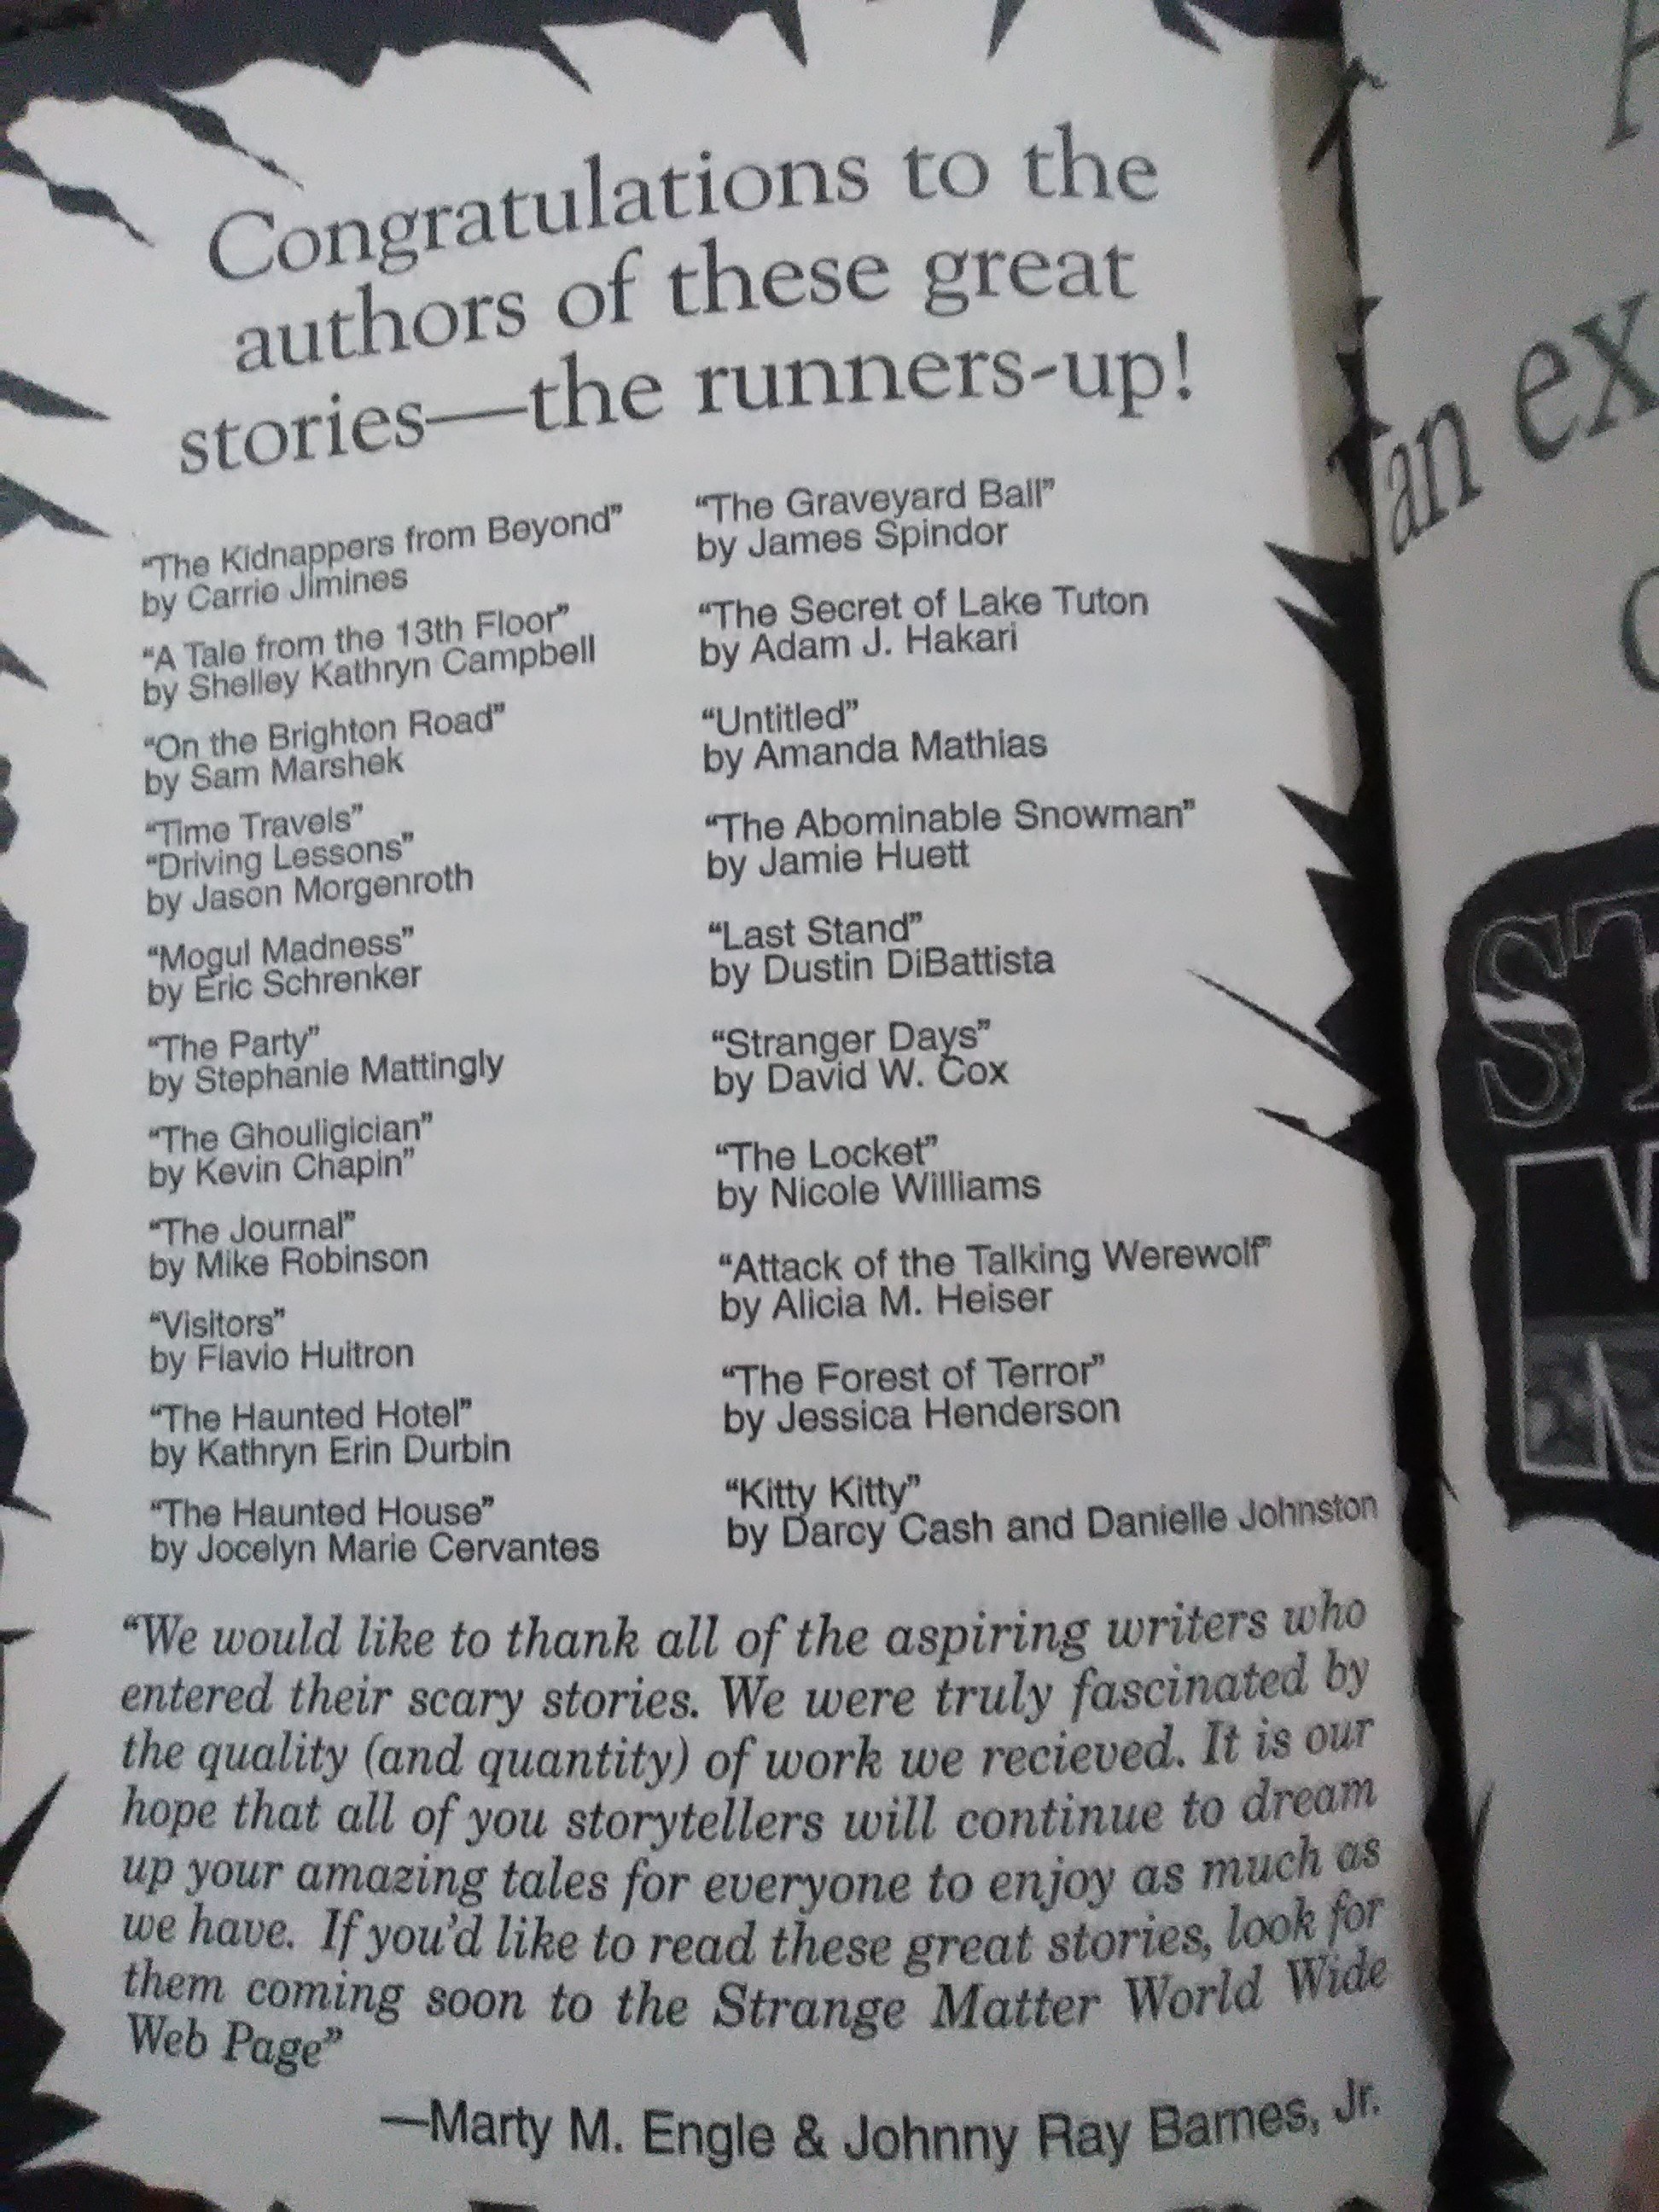 Congratulations to the
authors of these great
stories—the runners-up!
“The Kidnappers from Beyond”
by Carrie Jimines
“A Tale from the 13th Floor”
by Shelley Kathryn Campbell
“On the Brighton Road”
by Sam Marshek
“Time Travels”
“Driving Lessons”
by Jason Morgenroth
“Mogul Madness”
by Eric Schrenker
“The Party”
by Stephanie Mattingly
“The Ghouligician”
by Kevin Chapin”
“The Journal”
by Mike Robinson
“Visitors”
by Flavio Huitron
“The Haunted Hotel”
by Kathryn Erin Durbin
“The Haunted House”
by Jocelyn Marie Cervantes
“The Graveyard Ball”
by James Spindor
“The Secret of Lake Tuton
by Adam J. Hakari
“Untitled”
by Amanda Mathias
“The Abominable Snowman”
by Jamie Huett
“Last Stand”
by Dustin DiBattista
“Stranger Days”
by David W. Cox
“The Locket”
by Nicole Williams
“Attack of the Talking Werewolf”
by Alicia M. Heiser
“The Forest of Terror”
by Jessica Henderson
“Kitty Kitty”
by Darcy Cash and Danielle Johnston
“We would like to thank all of the aspiring writers who
entered their scary stories. We were truly fascinated by
the quality (and quantity) of work we recieved. It is our
hope that all of you storytellers will continue to dream
up your amazing tales for everyone to enjoy as much as
we have. If you’d like to read these great stories, look for
them coming soon to the Strange Matter World Wide
Web Page”
—Marty M. Engle & Johnny Ray Barnes, Jr.
an ex